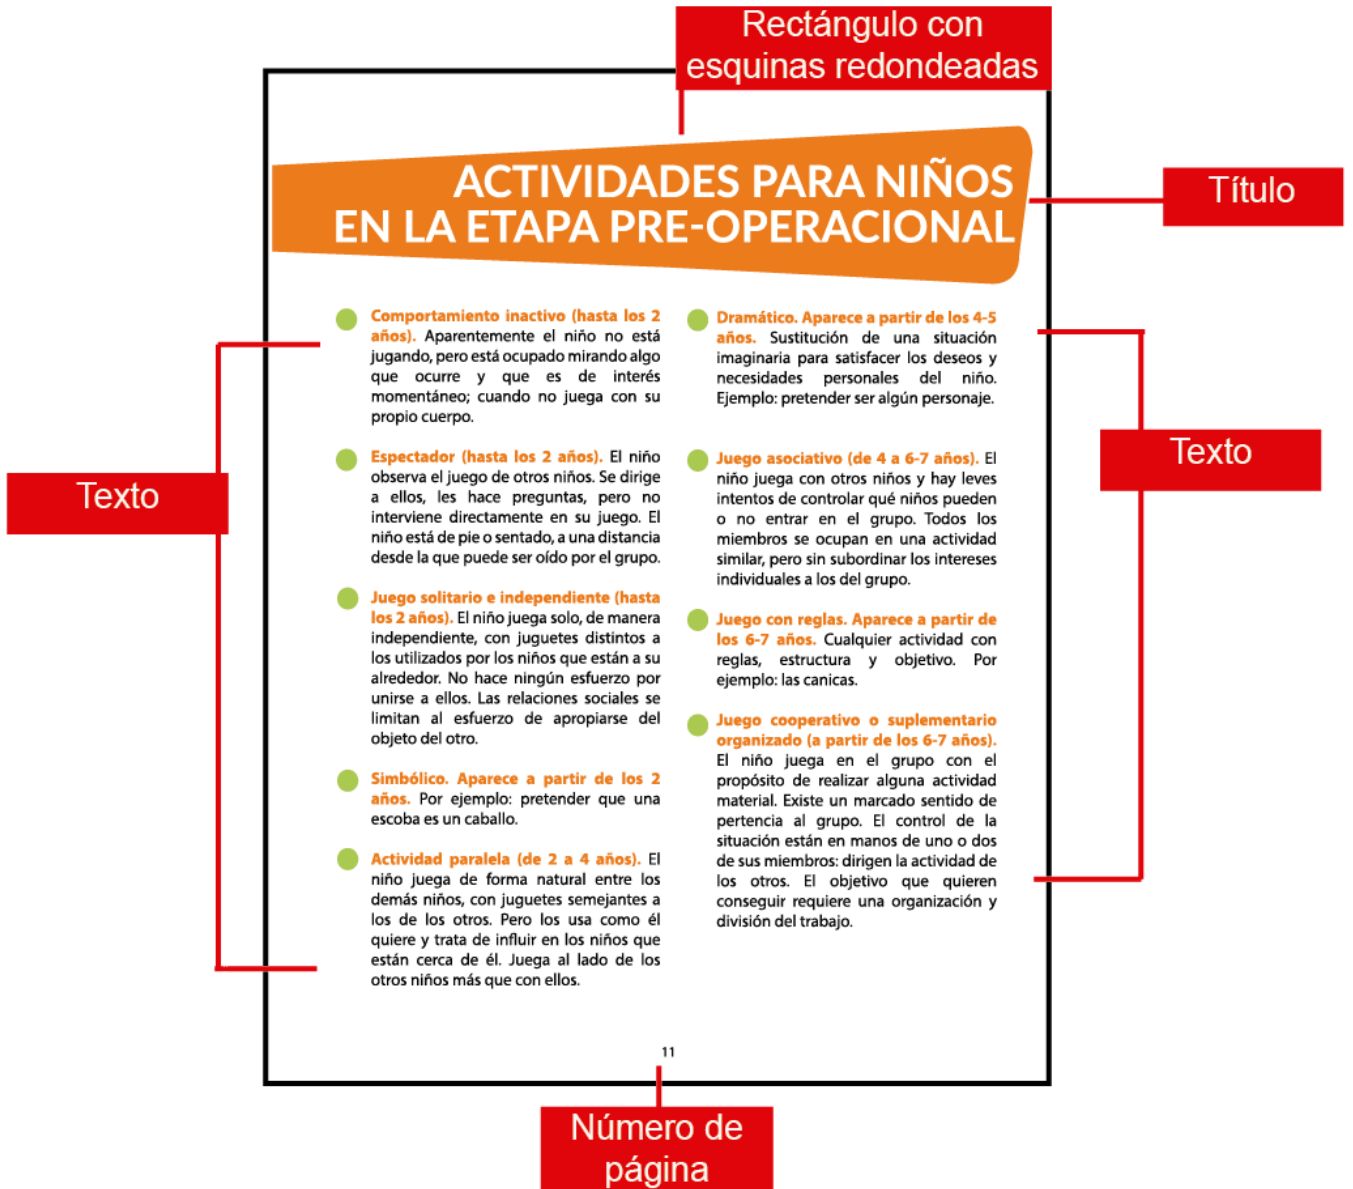 Rectángulo con
esquinas redondeadas
ACTIVIDADES PARA NIÑOS
EN LA ETAPA PRE-OPERACIONAL
Título
Comportamiento inactivo (hasta los 2
años). Aparentemente el niño no está
jugando, pero está ocupado mirando algo
que ocurre y que es de interés
momentáneo; cuando no juega con su
propio cuerpo.
Espectador (hasta los 2 años). El niño
observa el juego de otros niños. Se dirige
a ellos, les hace preguntas, pero no
interviene directamente en su juego. El
niño está de pie o sentado, a una distancia
desde la que puede ser oído por el grupo.
Juego solitario e independiente (hasta
los 2 años). El niño juega solo, de manera
independiente, con juguetes distintos a
los utilizados por los niños que están a su
alrededor. No hace ningún esfuerzo por
unirse a ellos. Las relaciones sociales se
limitan al esfuerzo de apropiarse del
objeto del otro.
Simbólico. Aparece a partir de los 2
años. Por ejemplo: pretender que una
escoba es un caballo.
Actividad paralela (de 2 a 4 años). El
niño juega de forma natural entre los
demás niños, con juguetes semejantes a
los de los otros. Pero los usa como él
quiere y trata de influir en los niños que
están cerca de él. Juega al lado de los
otros niños más que con ellos.
Texto
Dramático. Aparece a partir de los 4-5
años. Sustitución de una situación
imaginaria para satisfacer los deseos y
necesidades personales del niño.
Ejemplo: pretender ser algún personaje.
Juego asociativo (de 4 a 6-7 años). El
niño juega con otros niños y hay leves
intentos de controlar qué niños pueden
o no entrar en el grupo. Todos los
miembros se ocupan en una actividad
similar, pero sin subordinar los intereses
individuales a los del grupo.
Juego con reglas. Aparece a partir de
los 6-7 años. Cualquier actividad con
reglas, estructura y objetivo. Por
ejemplo: las canicas.
Juego cooperativo o suplementario
organizado (a partir de los 6-7 años).
El niño juega en el grupo con el
propósito de realizar alguna actividad
material. Existe un marcado sentido de
pertencia al grupo. El control de la
situación están en manos de uno o dos
de sus miembros: dirigen la actividad de
los otros. El objetivo que quieren
conseguir requiere una organización y
división del trabajo.
Texto
11
Número de
página